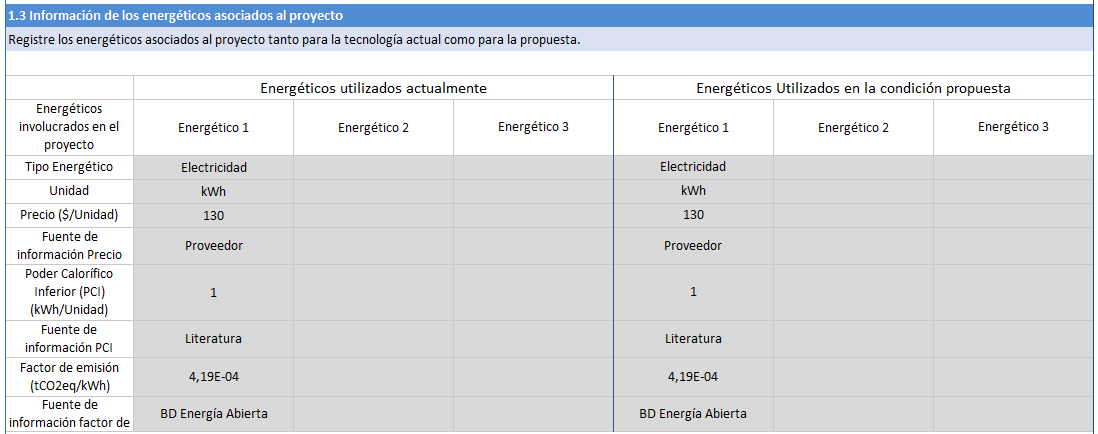 1.3 Información de los energéticos asociados al proyecto
Registre los energéticos asociados al proyecto tanto para la tecnología actual como para la propuesta.
Energéticos utilizados actualmente Energéticos Utilizados en la condición propuesta
Energéticos
involucrados en el
proyecto
Energético 1 Energético 2 Energético 3 Energético 1 Energético 2 Energético 3
Tipo Energético Electricidad Electricidad
Unidad kWh kWh
Precio ($/Unidad) 130 130
Fuente de
información Precio
Proveedor Proveedor
Poder Calorífico
Inferior (PCI)
(kWh/Unidad)
1 1
Fuente de
información PCI
Literatura Literatura
Factor de emisión
(tCO2eq/kWh)
4,19E-04 4,19E-04
Fuente de
información factor de
BD Energía Abierta BD Energía Abierta